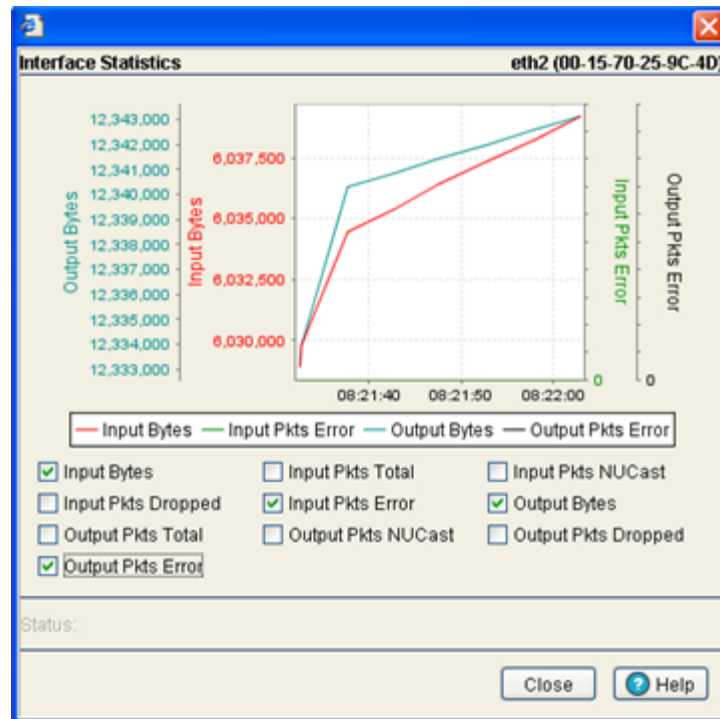 Interface Statistics eth2 (00-15-70-25-9C-4D)
Output Bytes
12,343,000
12,342,000
12,341,000
12,340,000
12,339,000
12,338,000
12,337,000
12,336,000
12,335,000
12,334,000
12,333,000
Input Bytes
6,037,500
6,035,000
6,032,500
6,030,000
08:21:40 08:21:50 08:22:00
Input Pkts Error
0
Output Pkts Error
0
Input Bytes Input Pkts Error Output Bytes Output Pkts Error
Input Bytes Input Pkts Total Input Pkts NUCast
Input Pkts Dropped Input Pkts Error Output Bytes
Output Pkts Total Output Pkts NUCast Output Pkts Dropped
Output Pkts Error
Status:
Close ? Help